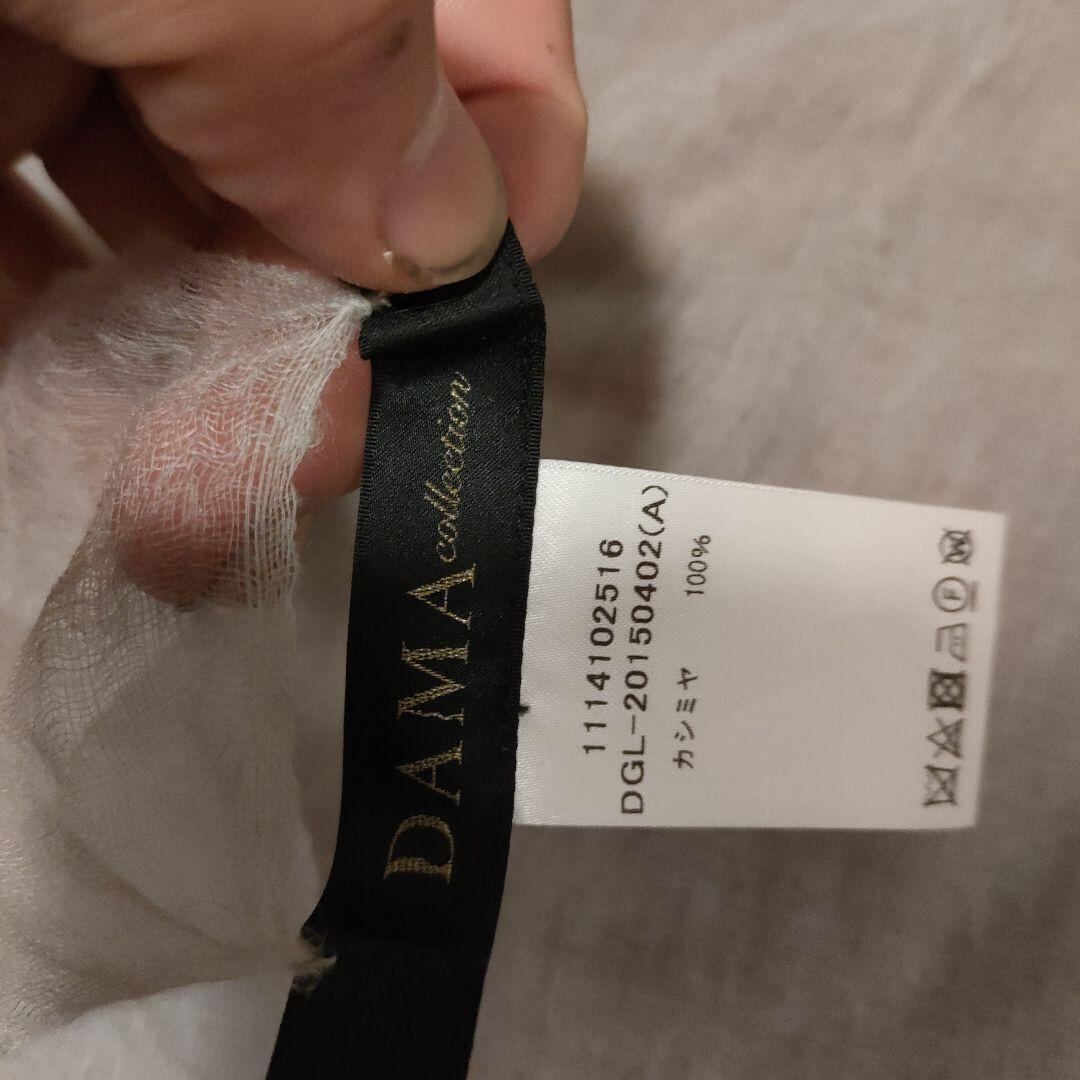 DAMA collection
1114102516
DGL-20150402(A)
カシミヤ 100%
F W